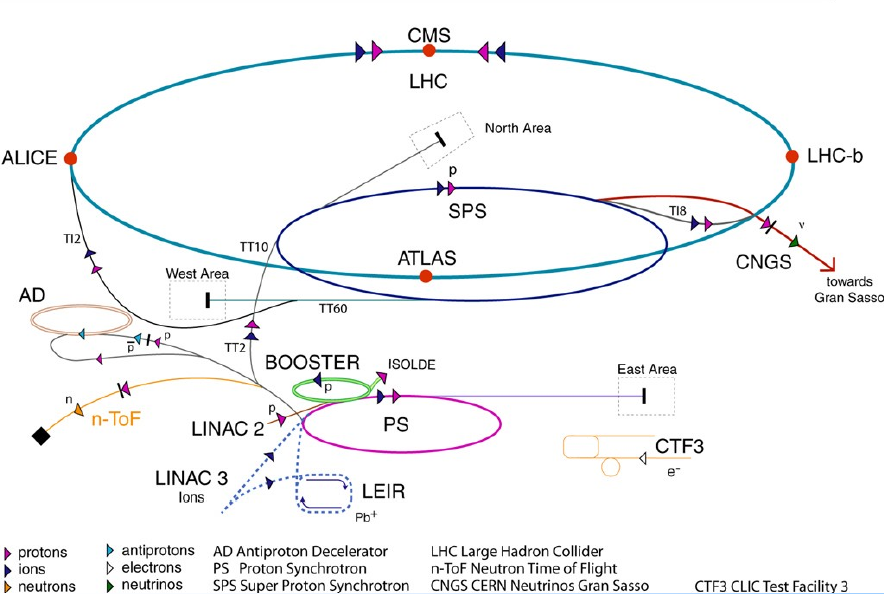 CMS
LHC
North Area
ALICE
LHC-b
p
SPS
TI8
ν
TI2
TT10
ATLAS
CNGS
West Area
towards
Gran Sasso
AD
TT60
p
p̅
TT2
BOOSTER
ISOLDE
p
East Area
n
n-ToF
p
LINAC 2
PS
CTF3
e⁻
LINAC 3
Ions
LEIR
Pb⁺
protons
ions
neutrons
antiprotons
electrons
neutrinos
AD Antiproton Decelerator
PS Proton Synchrotron
SPS Super Proton Synchrotron
LHC Large Hadron Collider
n-ToF Neutron Time of Flight
CNGS CERN Neutrinos Gran Sasso
CTF3 CLIC Test Facility 3